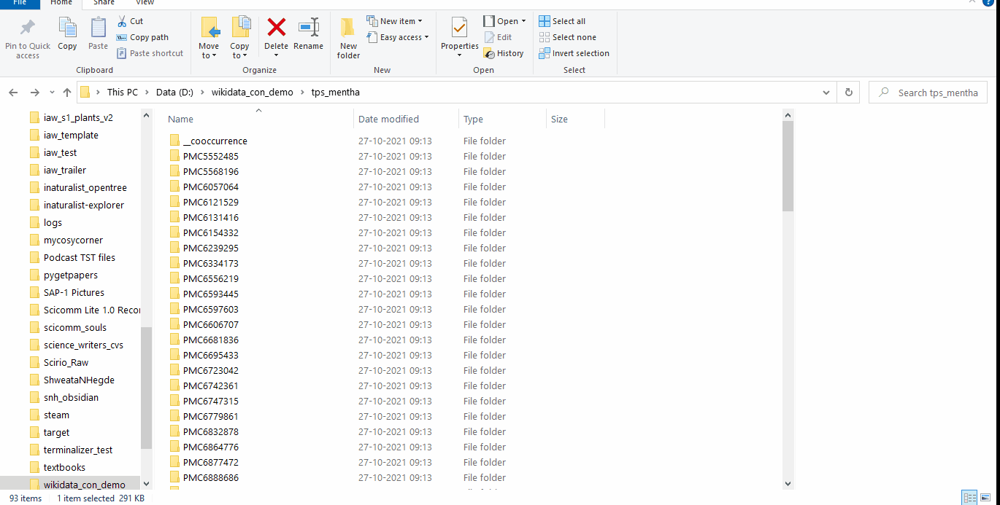 File Home Share View
Pin to Quick access
Copy
Paste
Cut
Copy path
Paste shortcut
Clipboard
Move to
Copy to
Delete
Rename
Organize
New folder
New item
Easy access
New
Properties
Open
Edit
History
Open
Select all
Select none
Invert selection
Select
This PC > Data (D:) > wikidata_con_demo > tps_mentha
Search tps_mentha
iaw_s1_plants_v2
iaw_template
iaw_test
iaw_trailer
inaturalist_opentree
inaturalist-explorer
logs
mycosycorner
Podcast TST files
pygetpapers
SAP-1 Pictures
Scicomm Lite 1.0 Recor
scicomm_souls
science_writers_cvs
Scirio_Raw
ShweataNHegde
snh_obsidian
steam
target
terminalizer_test
textbooks
wikidata_con_demo
Name Date modified Type Size
__cooccurrence 27-10-2021 09:13 File folder
PMC5552485 27-10-2021 09:13 File folder
PMC5568196 27-10-2021 09:13 File folder
PMC6057064 27-10-2021 09:13 File folder
PMC6121529 27-10-2021 09:13 File folder
PMC6131416 27-10-2021 09:13 File folder
PMC6154332 27-10-2021 09:13 File folder
PMC6239295 27-10-2021 09:13 File folder
PMC6334173 27-10-2021 09:13 File folder
PMC6556219 27-10-2021 09:13 File folder
PMC6593445 27-10-2021 09:13 File folder
PMC6597603 27-10-2021 09:13 File folder
PMC6606707 27-10-2021 09:13 File folder
PMC6681836 27-10-2021 09:13 File folder
PMC6695433 27-10-2021 09:13 File folder
PMC6723042 27-10-2021 09:13 File folder
PMC6742361 27-10-2021 09:13 File folder
PMC6747315 27-10-2021 09:13 File folder
PMC6779861 27-10-2021 09:13 File folder
PMC6832878 27-10-2021 09:13 File folder
PMC6864776 27-10-2021 09:13 File folder
PMC6877472 27-10-2021 09:13 File folder
PMC6888686 27-10-2021 09:13 File folder
93 items 1 item selected 291 KB